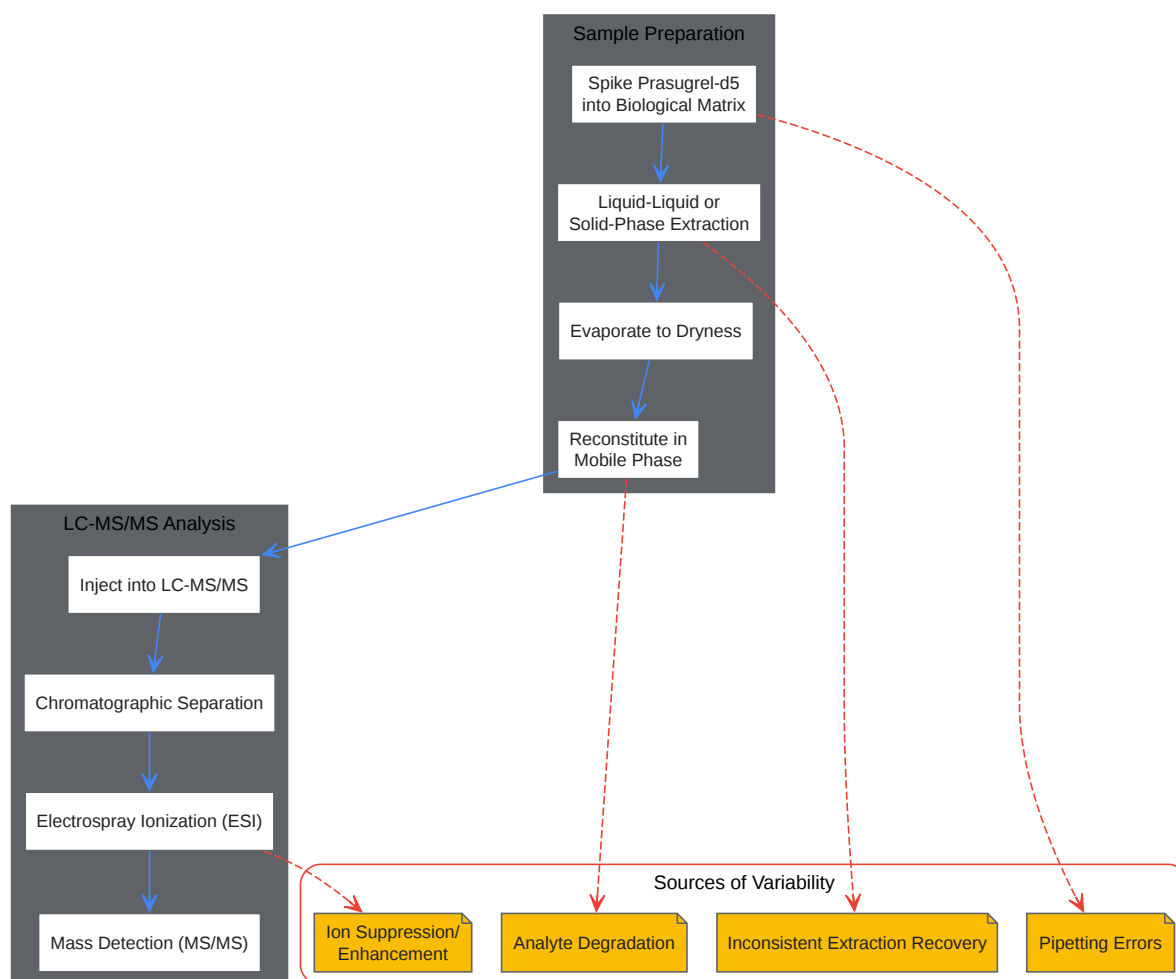 Sample Preparation
Spike Prasugrel-d5
into Biological Matrix
Liquid-Liquid or
Solid-Phase Extraction
Evaporate to Dryness
Reconstitute in
Mobile Phase
LC-MS/MS Analysis
Inject into LC-MS/MS
Chromatographic Separation
Electrospray Ionization (ESI)
Mass Detection (MS/MS)
Sources of Variability
Ion Suppression/
Enhancement
Analyte Degradation
Inconsistent Extraction Recovery
Pipetting Errors